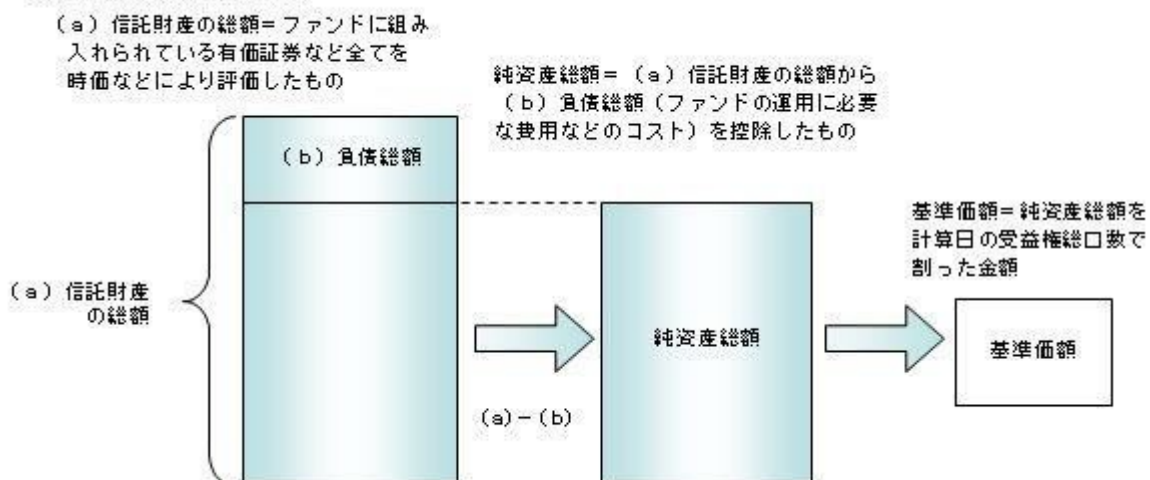 (a)信託財産の総額=ファンドに組み
入れられている有価証券など全てを
時価などにより評価したもの
純資産総額=(a)信託財産の総額から
(b)負債総額(ファンドの運用に必要
な費用などのコスト)を控除したもの
(b)負債総額
基準価額=純資産総額を
計算日の受益権総口数で
割った金額
(a)信託財産
の総額
純資産総額
基準価額
(a)-(b)